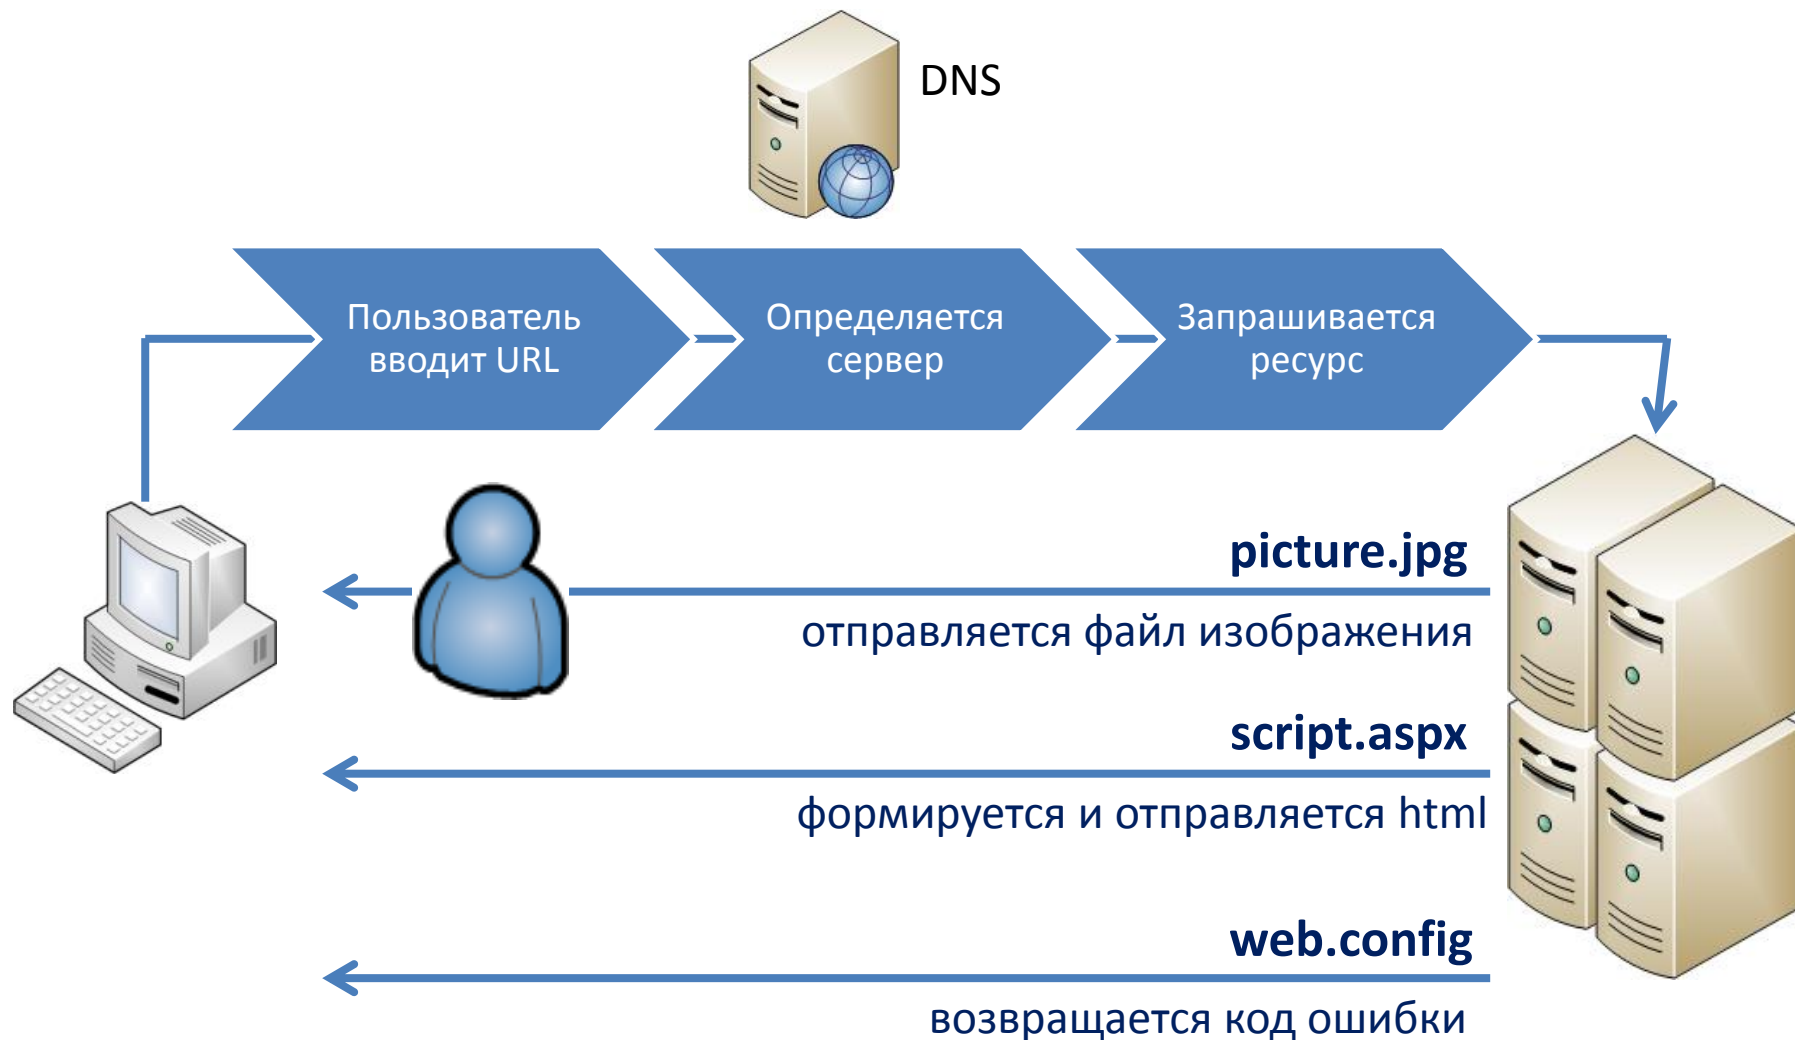 DNS
Пользователь
вводит URL
Определяется
сервер
Запрашивается
ресурс
picture.jpg
отправляется файл изображения
script.aspx
формируется и отправляется html
web.config
возвращается код ошибки